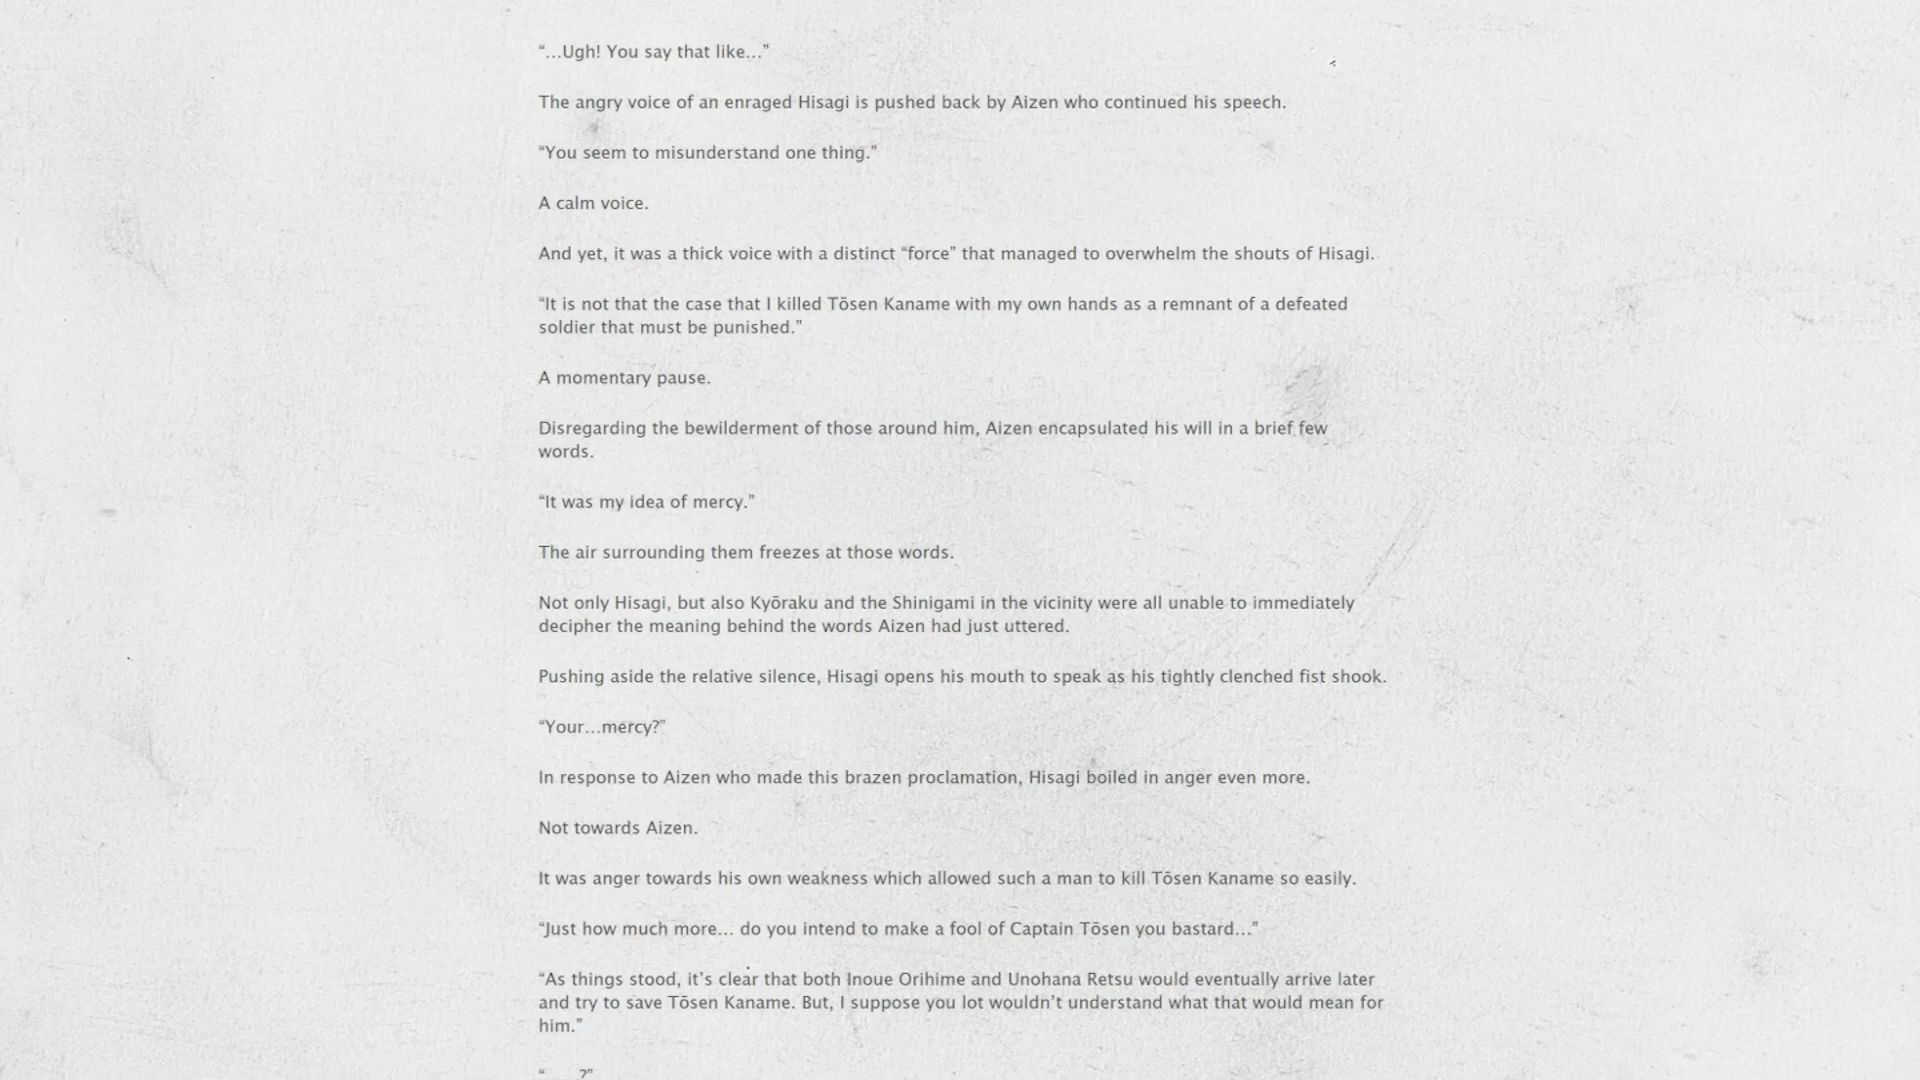 “…Ugh! You say that like…”
The angry voice of an enraged Hisagi is pushed back by Aizen who continued his speech.
“You seem to misunderstand one thing.”
A calm voice.
And yet, it was a thick voice with a distinct “force” that managed to overwhelm the shouts of Hisagi.
“It is not that the case that I killed Tōsen Kaname with my own hands as a remnant of a defeated
soldier that must be punished.”
A momentary pause.
Disregarding the bewilderment of those around him, Aizen encapsulated his will in a brief few
words.
“It was my idea of mercy.”
The air surrounding them freezes at those words.
Not only Hisagi, but also Kyōraku and the Shinigami in the vicinity were all unable to immediately
decipher the meaning behind the words Aizen had just uttered.
Pushing aside the relative silence, Hisagi opens his mouth to speak as his tightly clenched fist shook.
“Your…mercy?”
In response to Aizen who made this brazen proclamation, Hisagi boiled in anger even more.
Not towards Aizen.
It was anger towards his own weakness which allowed such a man to kill Tōsen Kaname so easily.
“Just how much more… do you intend to make a fool of Captain Tōsen you bastard…”
“As things stood, it’s clear that both Inoue Orihime and Unohana Retsu would eventually arrive later
and try to save Tōsen Kaname. But, I suppose you lot wouldn’t understand what that would mean for
him.”